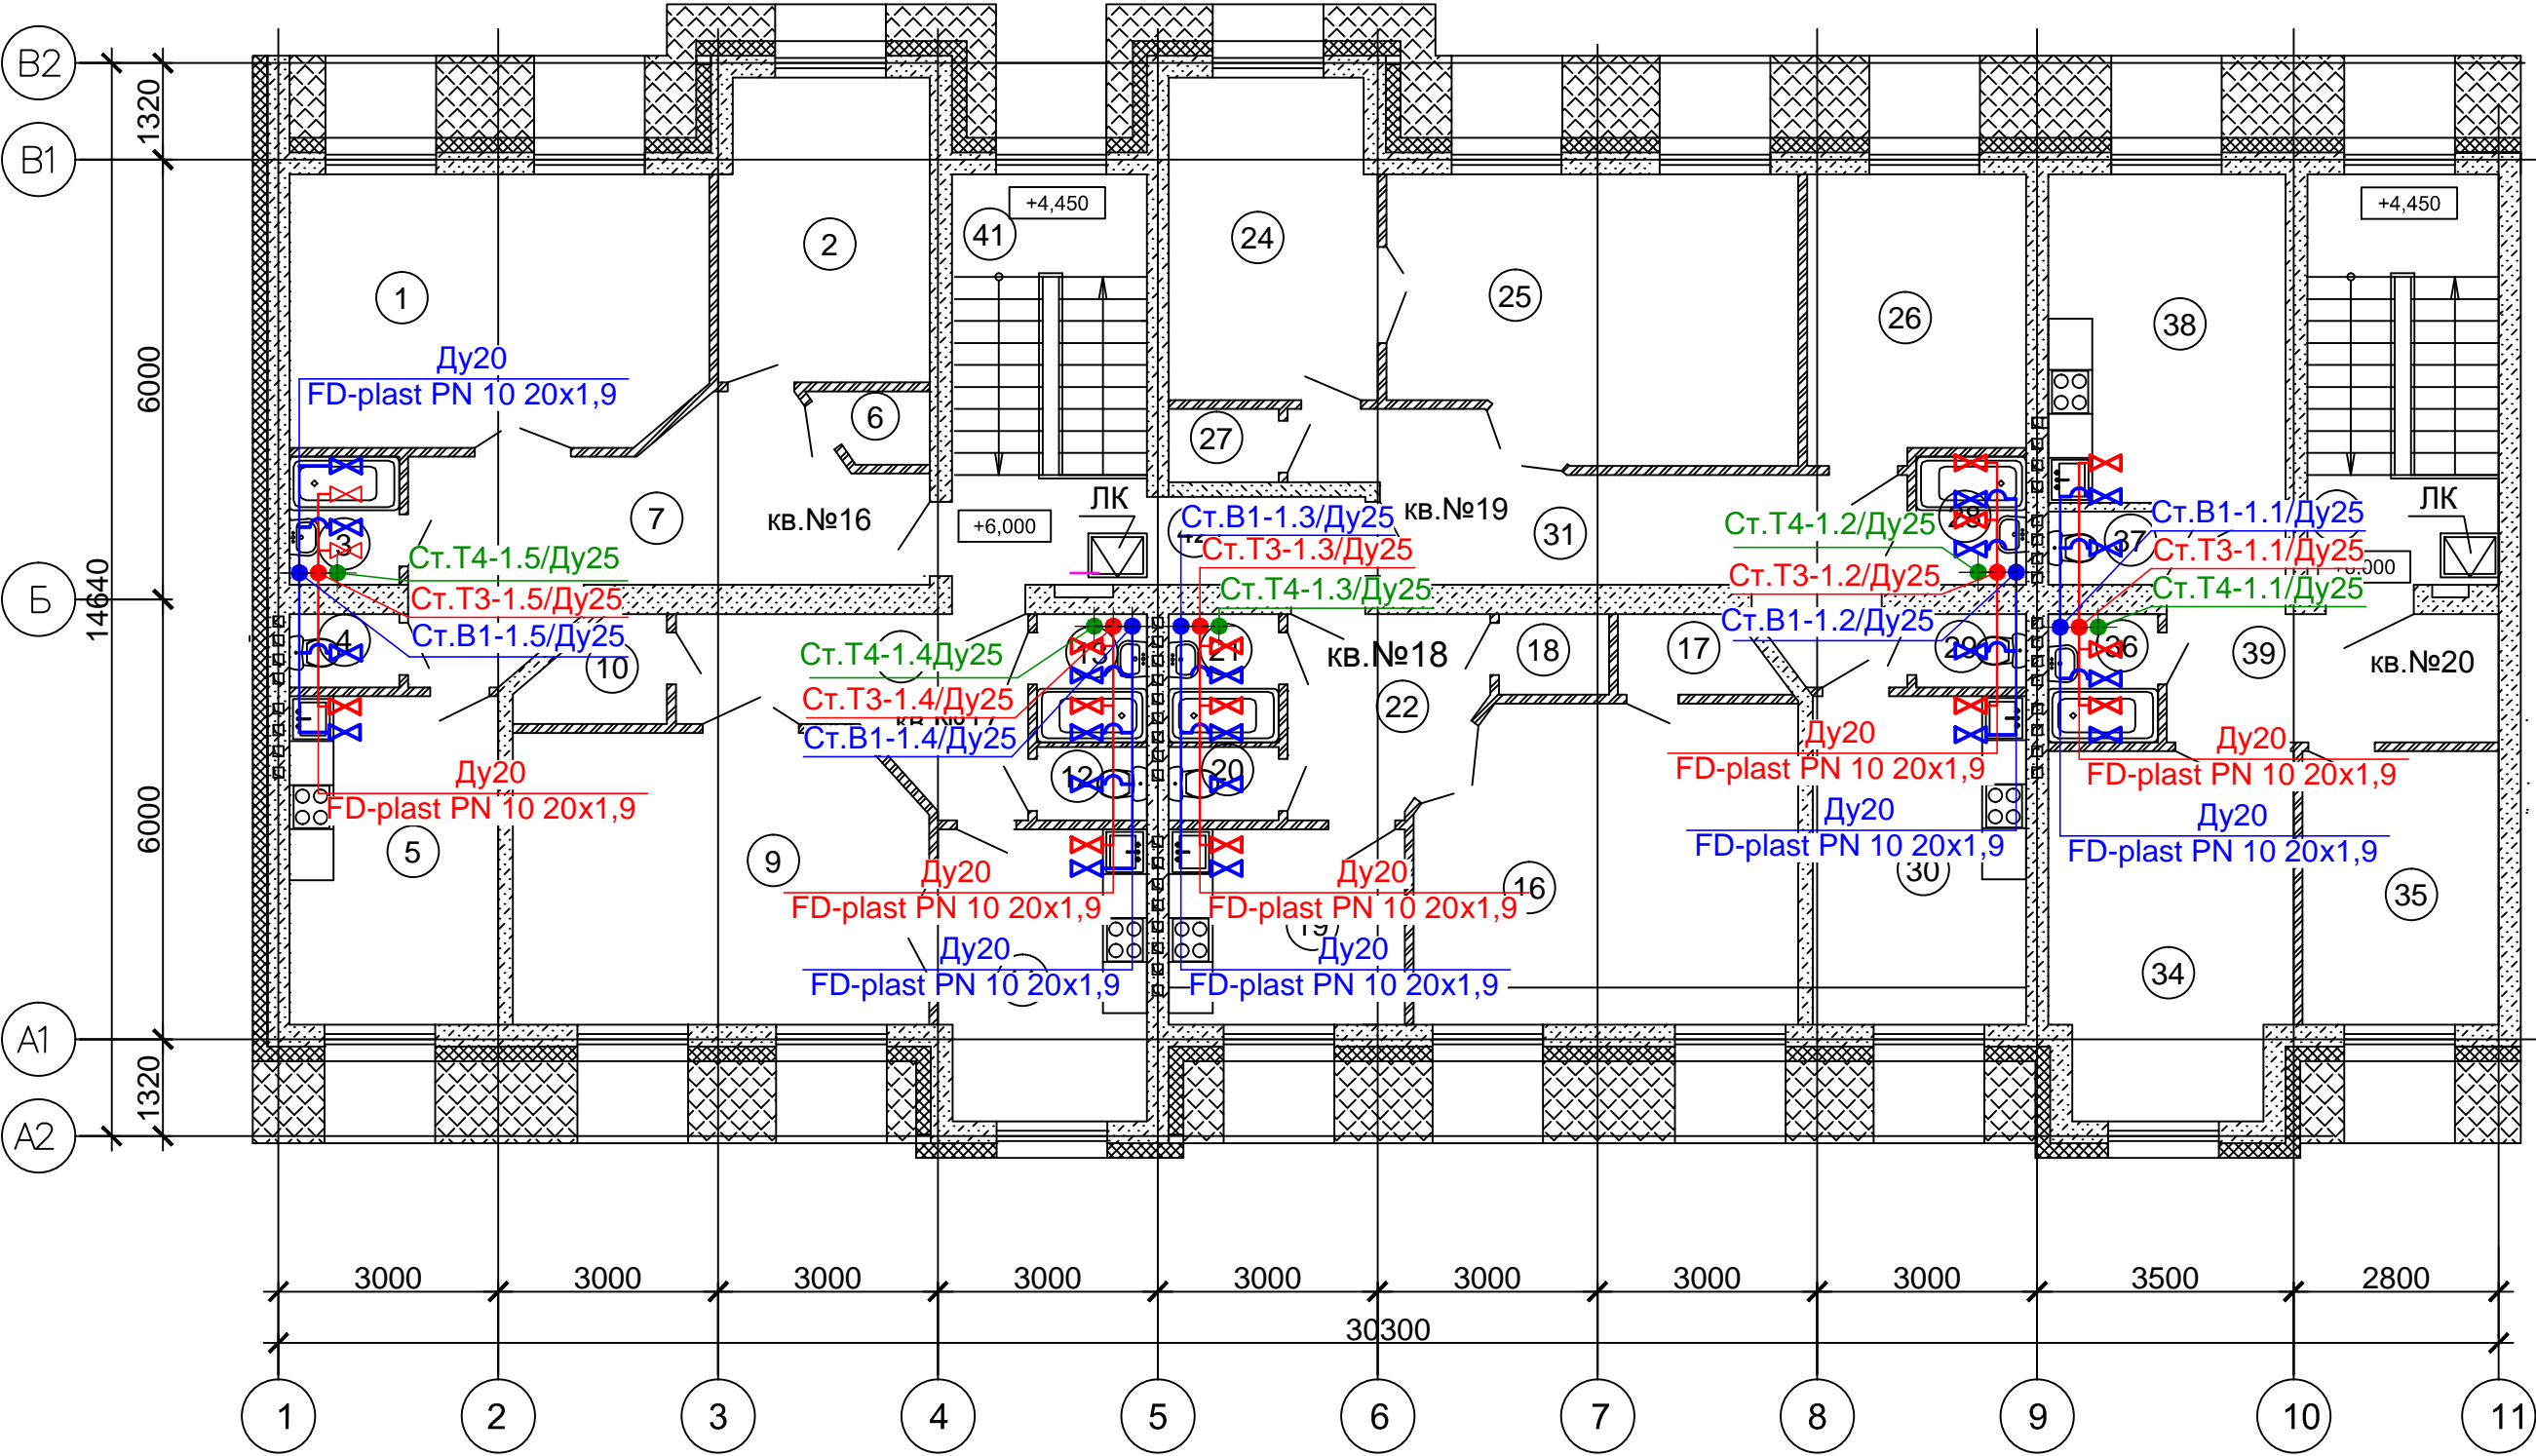 В2
В1
Б
А1
А2
1320
6000
14640
6000
1320
+4,450
+4,450
41
2
24
1
25
26
38
Ду20
FD-plast PN 10 20x1,9
6
27
7
кв.№16
+6,000
ЛК
кв.№19
31
ЛК
3
Ст.В1-1.3/Ду25
Ст.Т3-1.3/Ду25
Ст.Т4-1.3/Ду25
Ст.Т4-1.2/Ду25
Ст.Т3-1.2/Ду25
Ст.В1-1.2/Ду25
28
37
Ст.В1-1.1/Ду25
Ст.Т3-1.1/Ду25
Ст.Т4-1.1/Ду25
Ст.Т4-1.5/Ду25
Ст.Т3-1.5/Ду25
Ст.В1-1.5/Ду25
4
10
Ст.Т4-1.4Ду25
Ст.Т3-1.4/Ду25
кв.№17
Ст.В1-1.4/Ду25
21
кв.№18
22
18
17
29
36
39
кв.№20
12
20
Ду20
FD-plast PN 10 20x1,9
Ду20
FD-plast PN 10 20x1,9
Ду20
FD-plast PN 10 20x1,9
Ду20
FD-plast PN 10 20x1,9
Ду20
FD-plast PN 10 20x1,9
5
9
16
30
35
34
Ду20
FD-plast PN 10 20x1,9
Ду20
FD-plast PN 10 20x1,9
19
Ду20
FD-plast PN 10 20x1,9
Ду20
FD-plast PN 10 20x1,9
3000
3000
3000
3000
3000
3000
3000
3000
3500
2800
30300
1
2
3
4
5
6
7
8
9
10
11